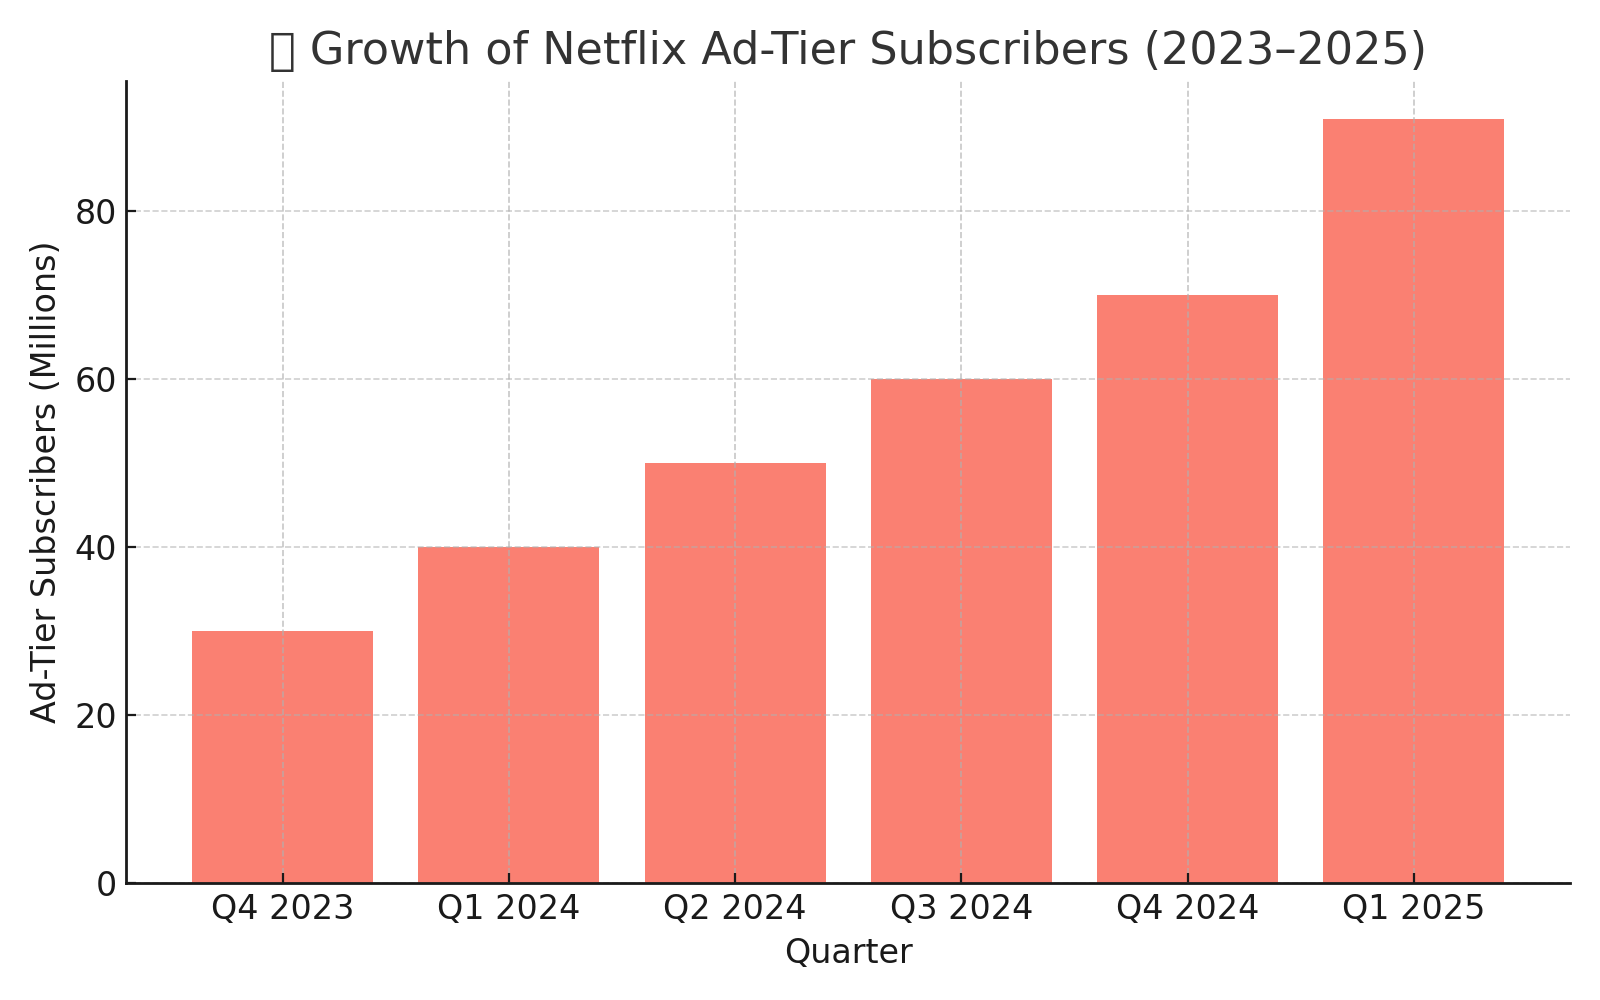 Growth of Netflix Ad-Tier Subscribers (2023–2025)
Ad-Tier Subscribers (Millions)
80
60
40
20
0
Q4 2023 Q1 2024 Q2 2024 Q3 2024 Q4 2024 Q1 2025
Quarter